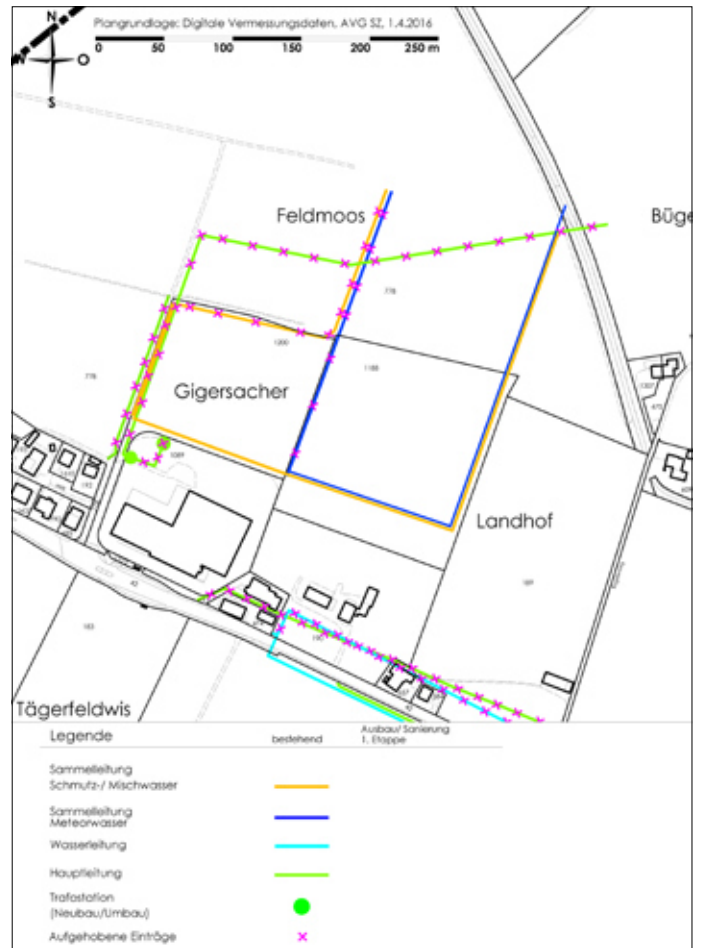 Plangrundlage: Digitale Vermessungsdaten, AVG SZ, 1.4.2016
0 50 100 150 200 250 m
N
O
S
Feldmoos
Büge
778
1200
1188
Gigersacher
778
1089
Landhof
189
183
42
Tägerfeldwis
Legende
bestehend
Ausbau/ Sanierung
1. Etappe
Sammelleitung
Schmutz-/ Mischwasser
Sammelleitung
Meteorwasser
Wasserleitung
Hauptleitung
Trafostation
(Neubau/Umbau)
Aufgehobene Einträge